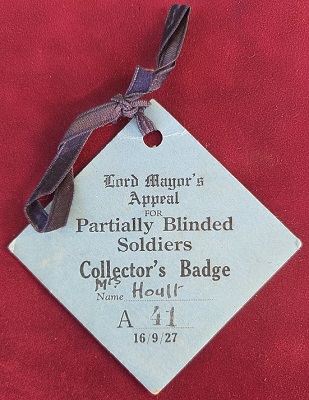 Lord Mayor's
Appeal
FOR
Partially Blinded
Soldiers
Collector's Badge
Mrs
Name Hoult
A 41
16/9/27